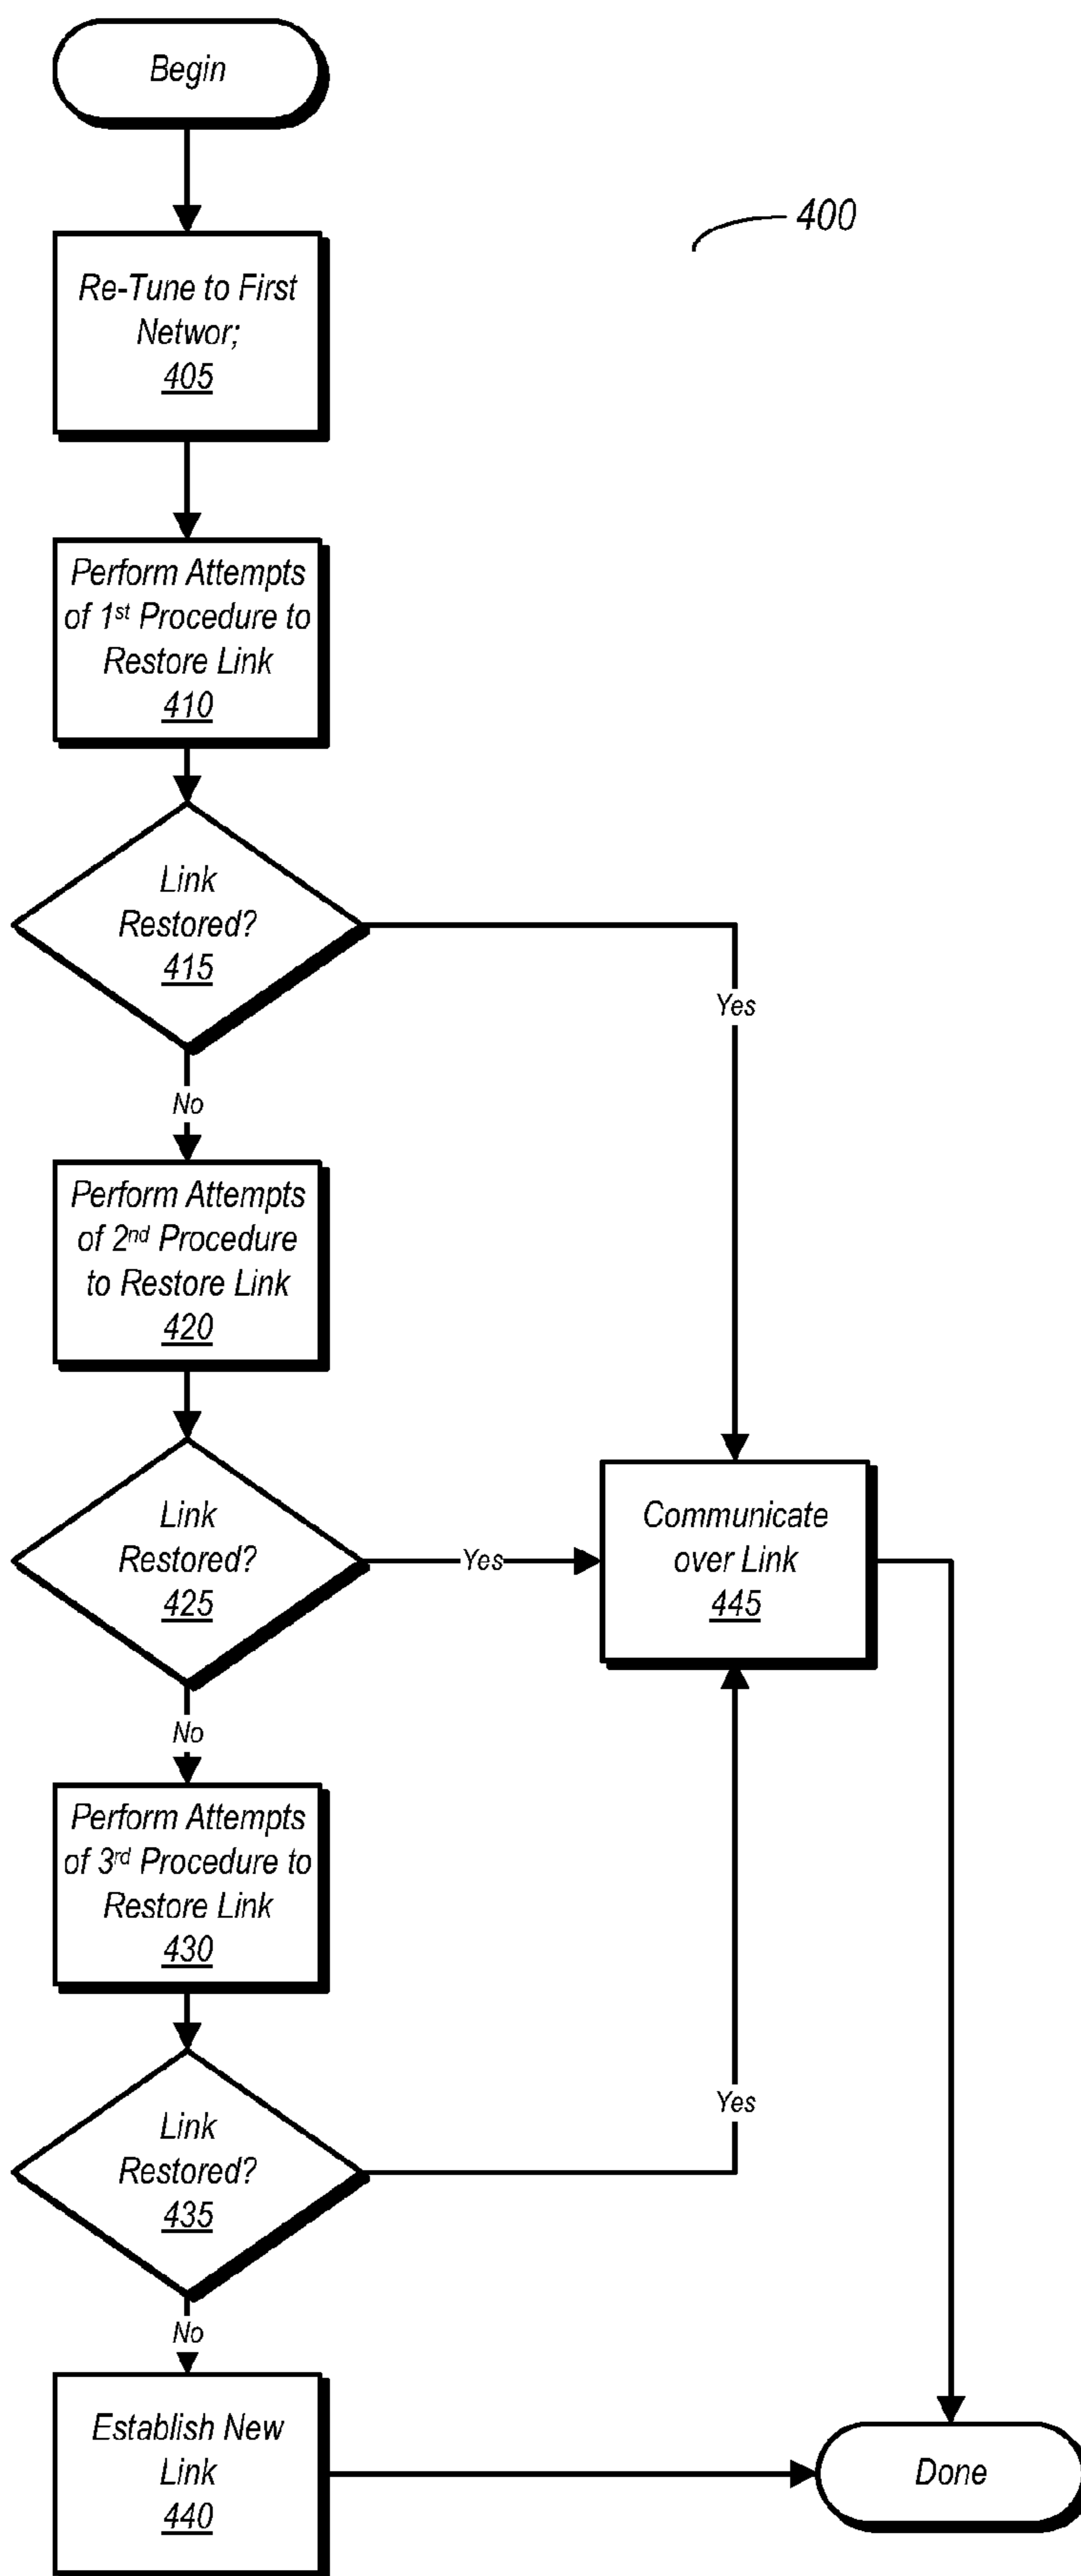 Begin
400
Re-Tune to First
Networ;
405
Perform Attempts
of 1st Procedure to
Restore Link
410
Link
Restored?
415
Yes
No
Perform Attempts
of 2nd Procedure
to Restore Link
420
Link
Restored?
425
Yes
Communicate
over Link
445
No
Perform Attempts
of 3rd Procedure to
Restore Link
430
Link
Restored?
435
Yes
No
Establish New
Link
440
Done